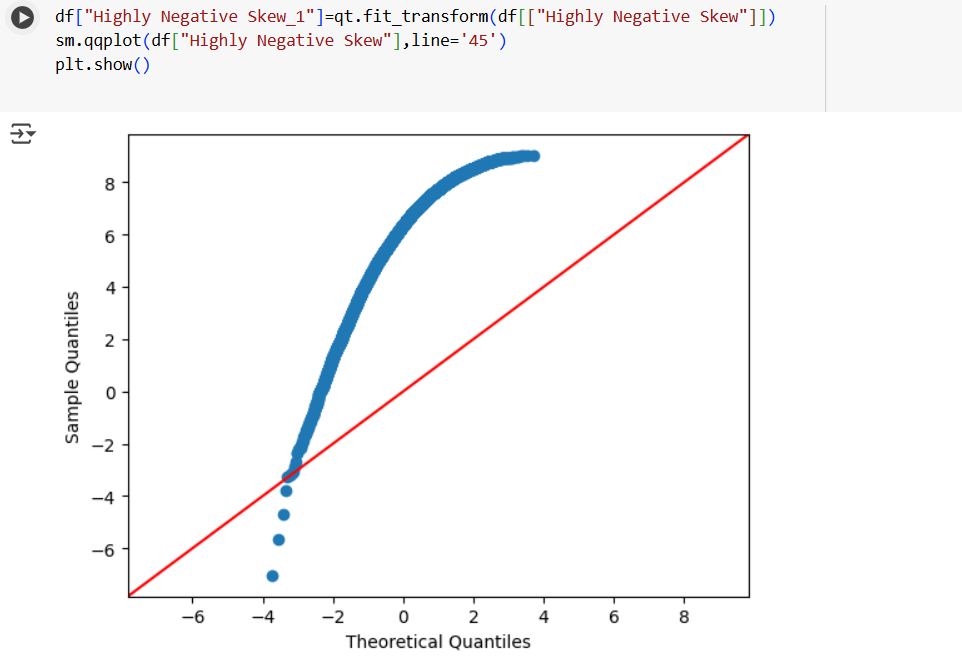 df["Highly Negative Skew_1"]=qt.fit_transform(df[["Highly Negative Skew"]])
sm.qqplot(df["Highly Negative Skew"],line='45')
plt.show()
8
6
4
2
0
−2
−4
−6
Sample Quantiles
−6 −4 −2 0 2 4 6 8
Theoretical Quantiles